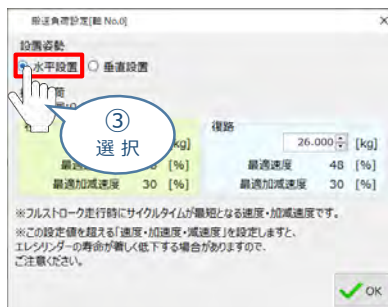 搬送負荷設定[軸 No.0]
×
設置姿勢
水平設置 垂直設置
③
選 択
[kg]
復路
26.000 [kg]
[%]
最適速度 48 [%]
最適加減速度 30 [%]
最適加減速度 30 [%]
※フルストローク走行時にサイクルタイムが最短となる速度・加減速度です。
※この設定値を超える「速度・加速度・減速度」を設定しますと、
エレシリンダーの寿命が著しく低下する場合がありますので、
ご注意ください。
OK